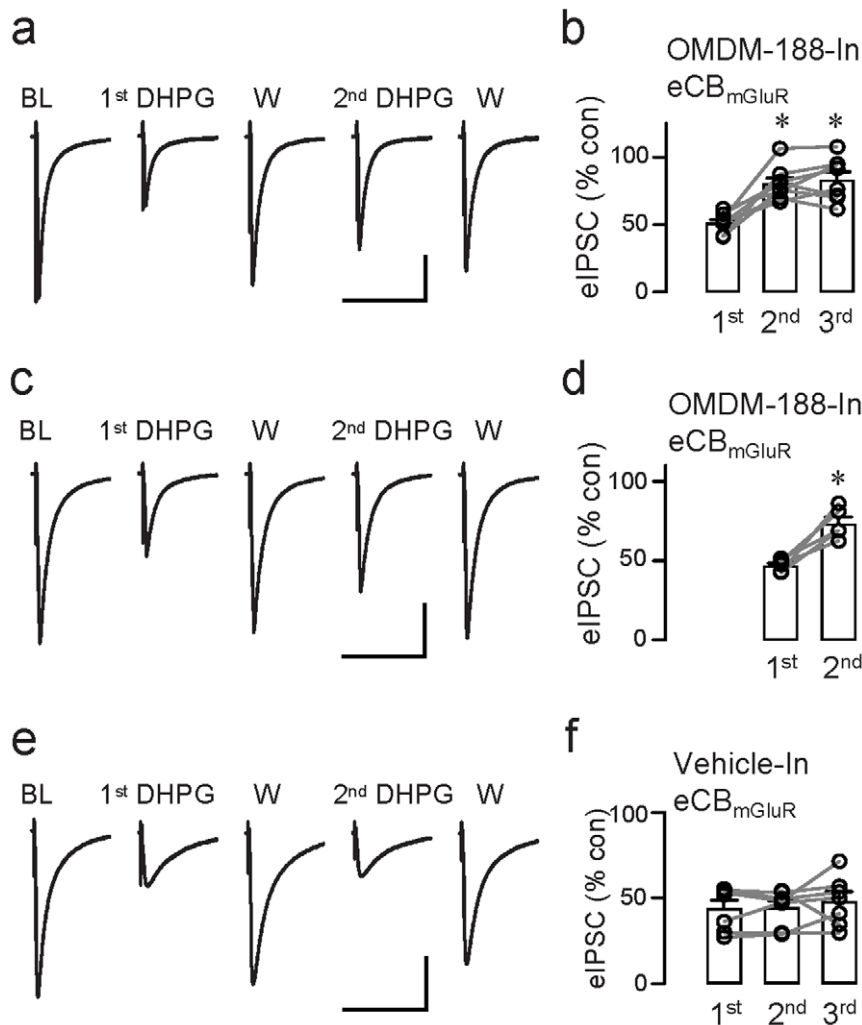 a
BL 1st DHPG W 2nd DHPG W
b
OMDM-188-In
eCBmGluR
eIPSC (% con)
100
50
0
* *
1st 2nd 3rd
c
BL 1st DHPG W 2nd DHPG W
d
OMDM-188-In
eCBmGluR
eIPSC (% con)
100
50
0
*
1st 2nd
e
BL 1st DHPG W 2nd DHPG W
f
Vehicle-In
eCBmGluR
eIPSC (% con)
100
50
0
1st 2nd 3rd